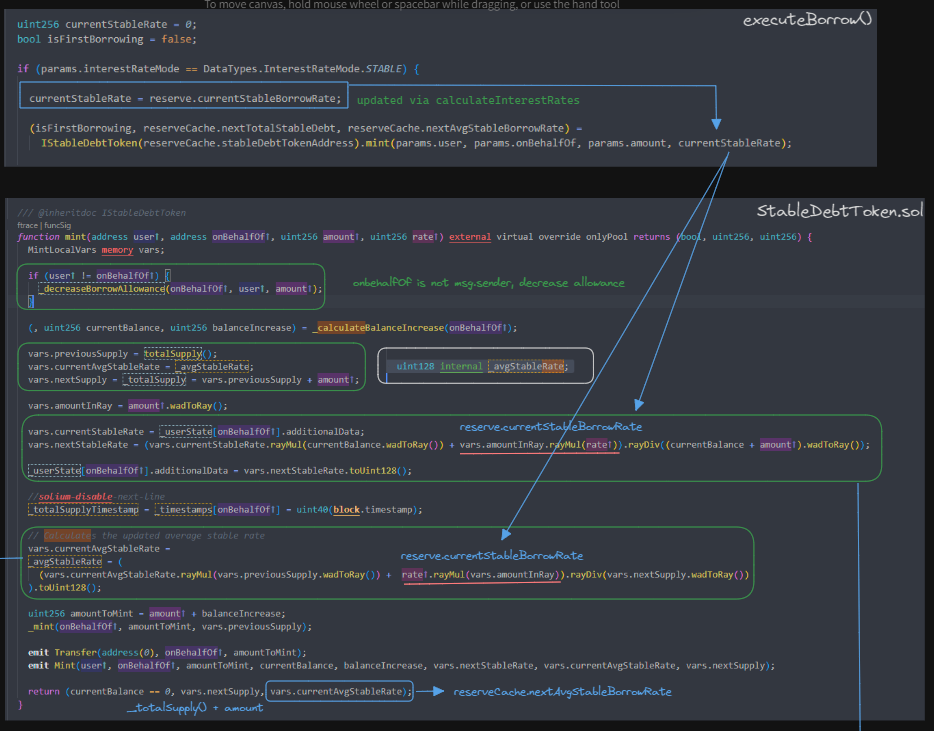 To move canvas, hold mouse wheel or spacebar while dragging, or use the hand tool
executeBorrow()
uint256 currentStableRate = 0;
bool isFirstBorrowing = false;
if (params.interestRateMode == DataTypes.InterestRateMode.STABLE) {
currentStableRate = reserve.currentStableBorrowRate;
updated via calculateInterestRates
(isFirstBorrowing, reserveCache.nextTotalStableDebt, reserveCache.nextAvgStableBorrowRate) =
IStableDebtToken(reserveCache.stableDebtTokenAddress).mint(params.user, params.onBehalfOf, params.amount, currentStableRate);
StableDebtToken.sol
/// @inheritdoc IStableDebtToken
ftrace | funcSig
function mint(address user↑, address onBehalfOf↑, uint256 amount↑, uint256 rate↑) external virtual override onlyPool returns (bool, uint256, uint256) {
MintLocalVars memory vars;
if (user↑ != onBehalfOf↑) {
_decreaseBorrowAllowance(onBehalfOf↑, user↑, amount↑);
}
onbehalfOf is not msg.sender, decrease allowance
(, uint256 currentBalance, uint256 balanceIncrease) = _calculateBalanceIncrease(onBehalfOf↑);
vars.previousSupply = totalSupply();
vars.currentAvgStableRate = _avgStableRate;
vars.nextSupply = _totalSupply = vars.previousSupply + amount↑;
uint128 internal _avgStableRate;
vars.amountInRay = amount↑.wadToRay();
reserve.currentStableBorrowRate
vars.currentStableRate = _userState[onBehalfOf↑].additionalData;
vars.nextStableRate = (vars.currentStableRate.rayMul(currentBalance.wadToRay()) + vars.amountInRay.rayMul(rate↑)).rayDiv((currentBalance + amount↑).wadToRay());
_userState[onBehalfOf↑].additionalData = vars.nextStableRate.toUint128();
//solium-disable-next-line
_totalSupplyTimestamp = _timestamps[onBehalfOf↑] = uint40(block.timestamp);
// Calculates the updated average stable rate
vars.currentAvgStableRate =
_avgStableRate = (
reserve.currentStableBorrowRate
(vars.currentAvgStableRate.rayMul(vars.previousSupply.wadToRay()) + rate↑.rayMul(vars.amountInRay)).rayDiv(vars.nextSupply.wadToRay())
).toUint128();
uint256 amountToMint = amount↑ + balanceIncrease;
_mint(onBehalfOf↑, amountToMint, vars.previousSupply);
emit Transfer(address(0), onBehalfOf↑, amountToMint);
emit Mint(user↑, onBehalfOf↑, amountToMint, currentBalance, balanceIncrease, vars.nextStableRate, vars.currentAvgStableRate, vars.nextSupply);
return (currentBalance == 0, vars.nextSupply, vars.currentAvgStableRate);
reserveCache.nextAvgStableBorrowRate
}
_totalSupply() + amount